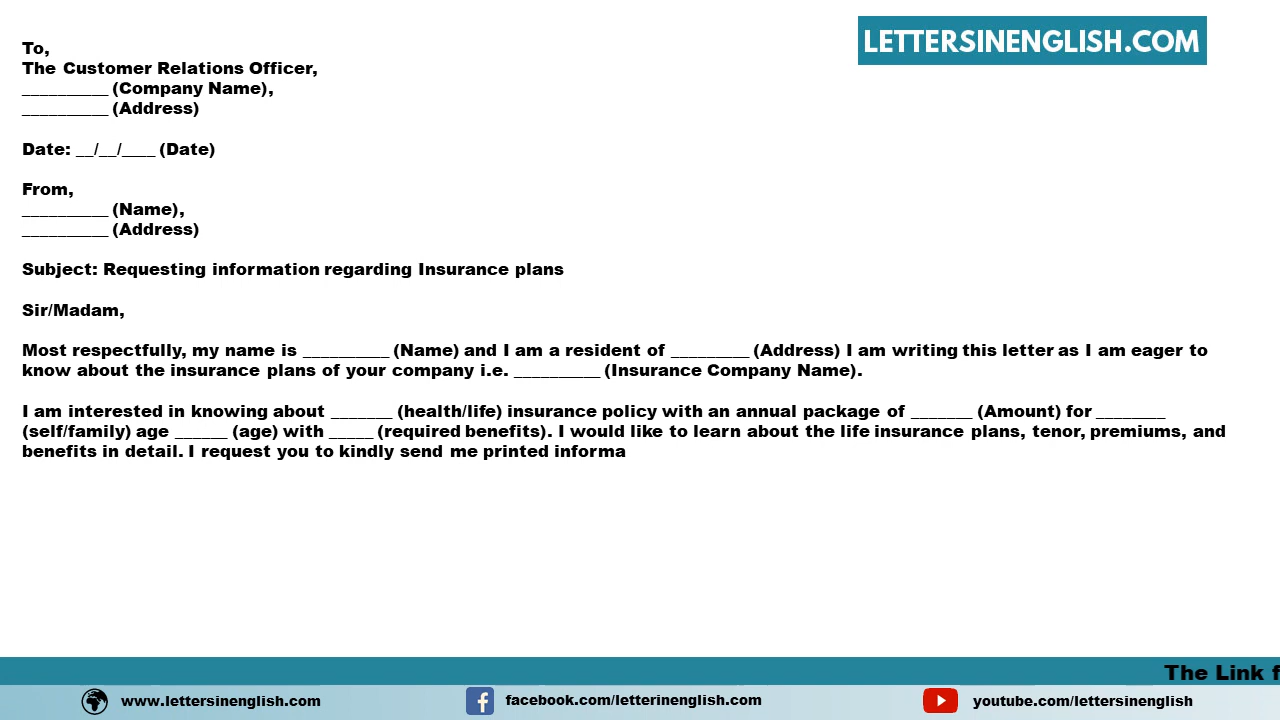 To,
LETTERSINENGLISH.COM
The Customer Relations Officer,
__________ (Company Name),
__________ (Address)
Date: __/__/____ (Date)
From,
__________ (Name),
__________ (Address)
Subject: Requesting information regarding Insurance plans
Sir/Madam,
Most respectfully, my name is __________ (Name) and I am a resident of _________ (Address) I am writing this letter as I am eager to
know about the insurance plans of your company i.e. __________ (Insurance Company Name).
I am interested in knowing about _______ (health/life) insurance policy with an annual package of _______ (Amount) for ________
(self/family) age ______ (age) with _____ (required benefits). I would like to learn about the life insurance plans, tenor, premiums, and
benefits in detail. I request you to kindly send me printed informa
The Link f
www.lettersinenglish.com
facebook.com/letterinenglish.com
youtube.com/lettersinenglish